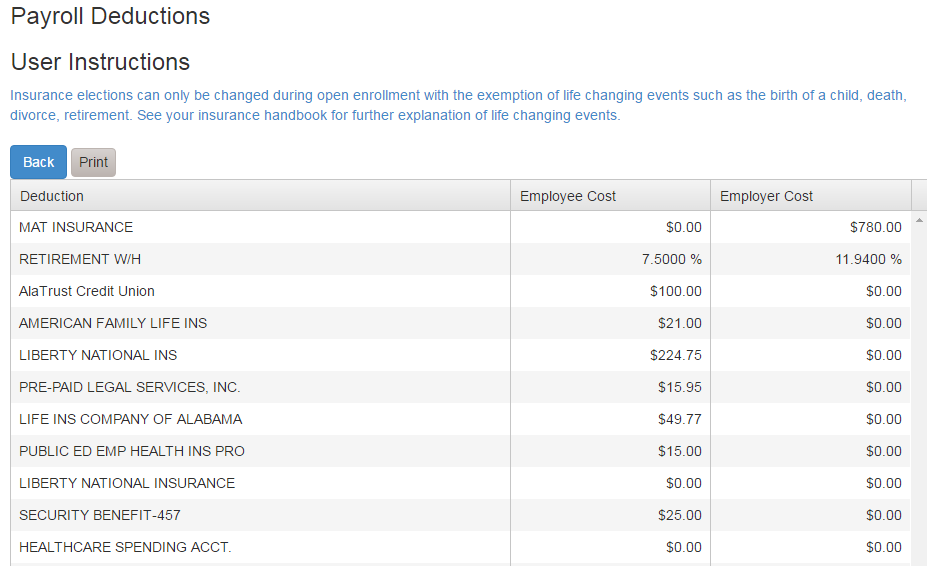 Payroll Deductions
User Instructions
Insurance elections can only be changed during open enrollment with the exemption of life changing events such as the birth of a child, death,
divorce, retirement. See your insurance handbook for further explanation of life changing events.
Back Print
Deduction Employee Cost Employer Cost
MAT INSURANCE $0.00 $780.00
RETIREMENT W/H 7.5000 % 11.9400 %
AlaTrust Credit Union $100.00 $0.00
AMERICAN FAMILY LIFE INS $21.00 $0.00
LIBERTY NATIONAL INS $224.75 $0.00
PRE-PAID LEGAL SERVICES, INC. $15.95 $0.00
LIFE INS COMPANY OF ALABAMA $49.77 $0.00
PUBLIC ED EMP HEALTH INS PRO $15.00 $0.00
LIBERTY NATIONAL INSURANCE $0.00 $0.00
SECURITY BENEFIT-457 $25.00 $0.00
HEALTHCARE SPENDING ACCT. $0.00 $0.00